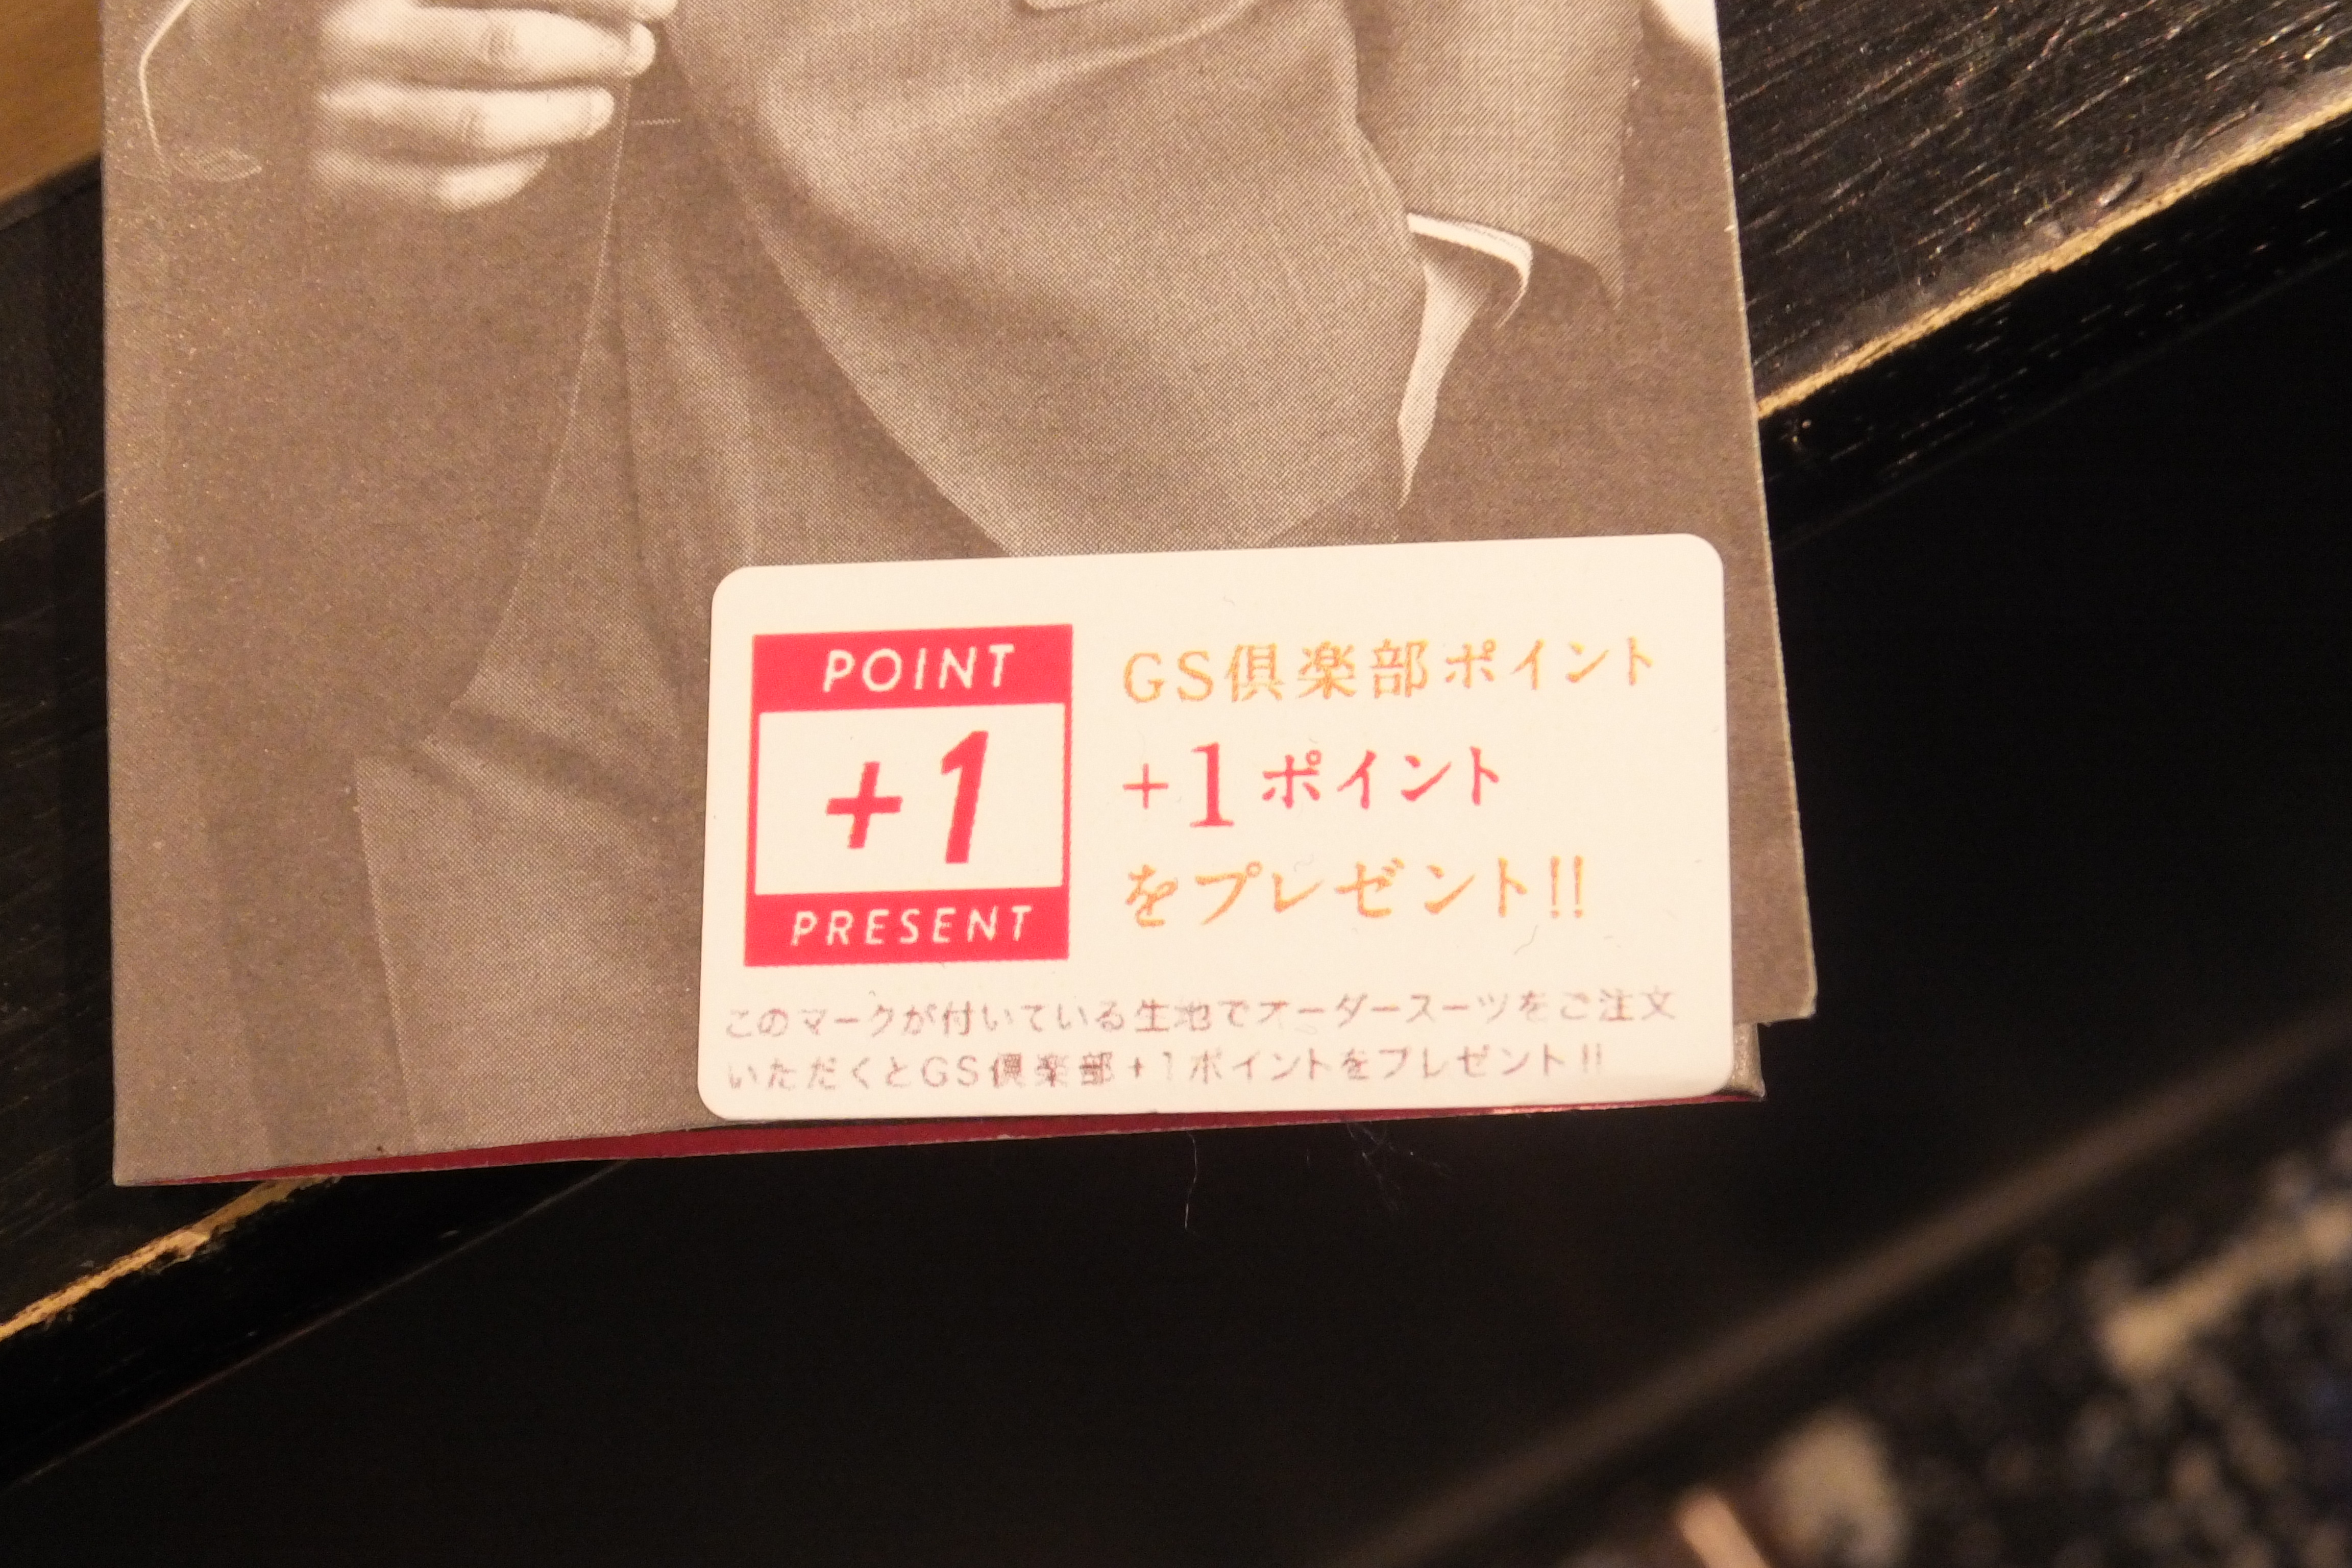 POINT
+1
PRESENT
GS倶楽部ポイント
+1ポイント
をプレゼント!!
このマークが付いている生地でオーダースーツをご注文
いただくとGS倶楽部+1ポイントをプレゼント!!